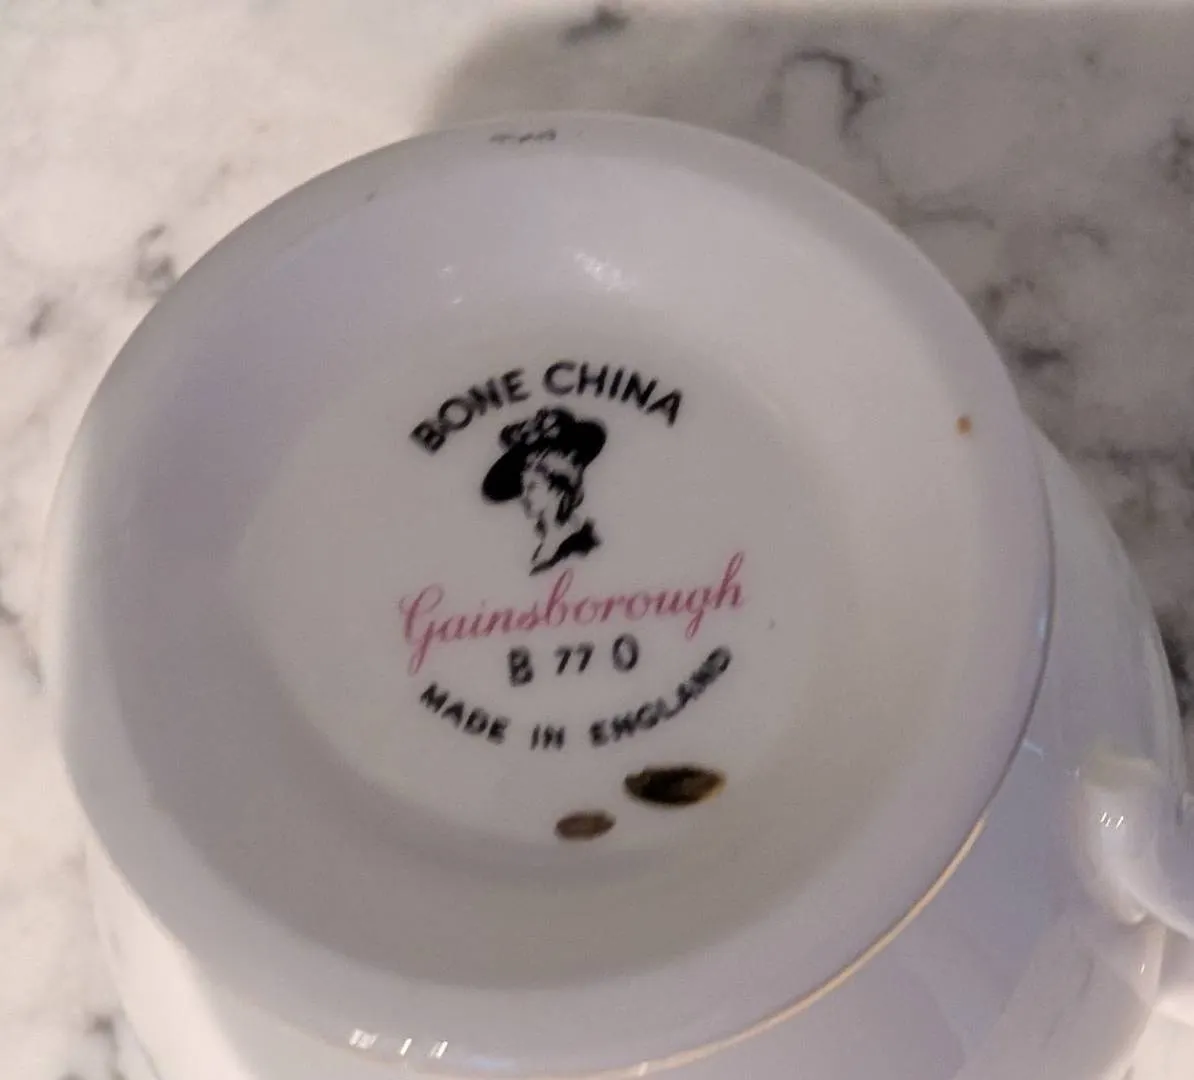 BONE CHINA
Gainsborough
B 77 0
MADE IN ENGLAND